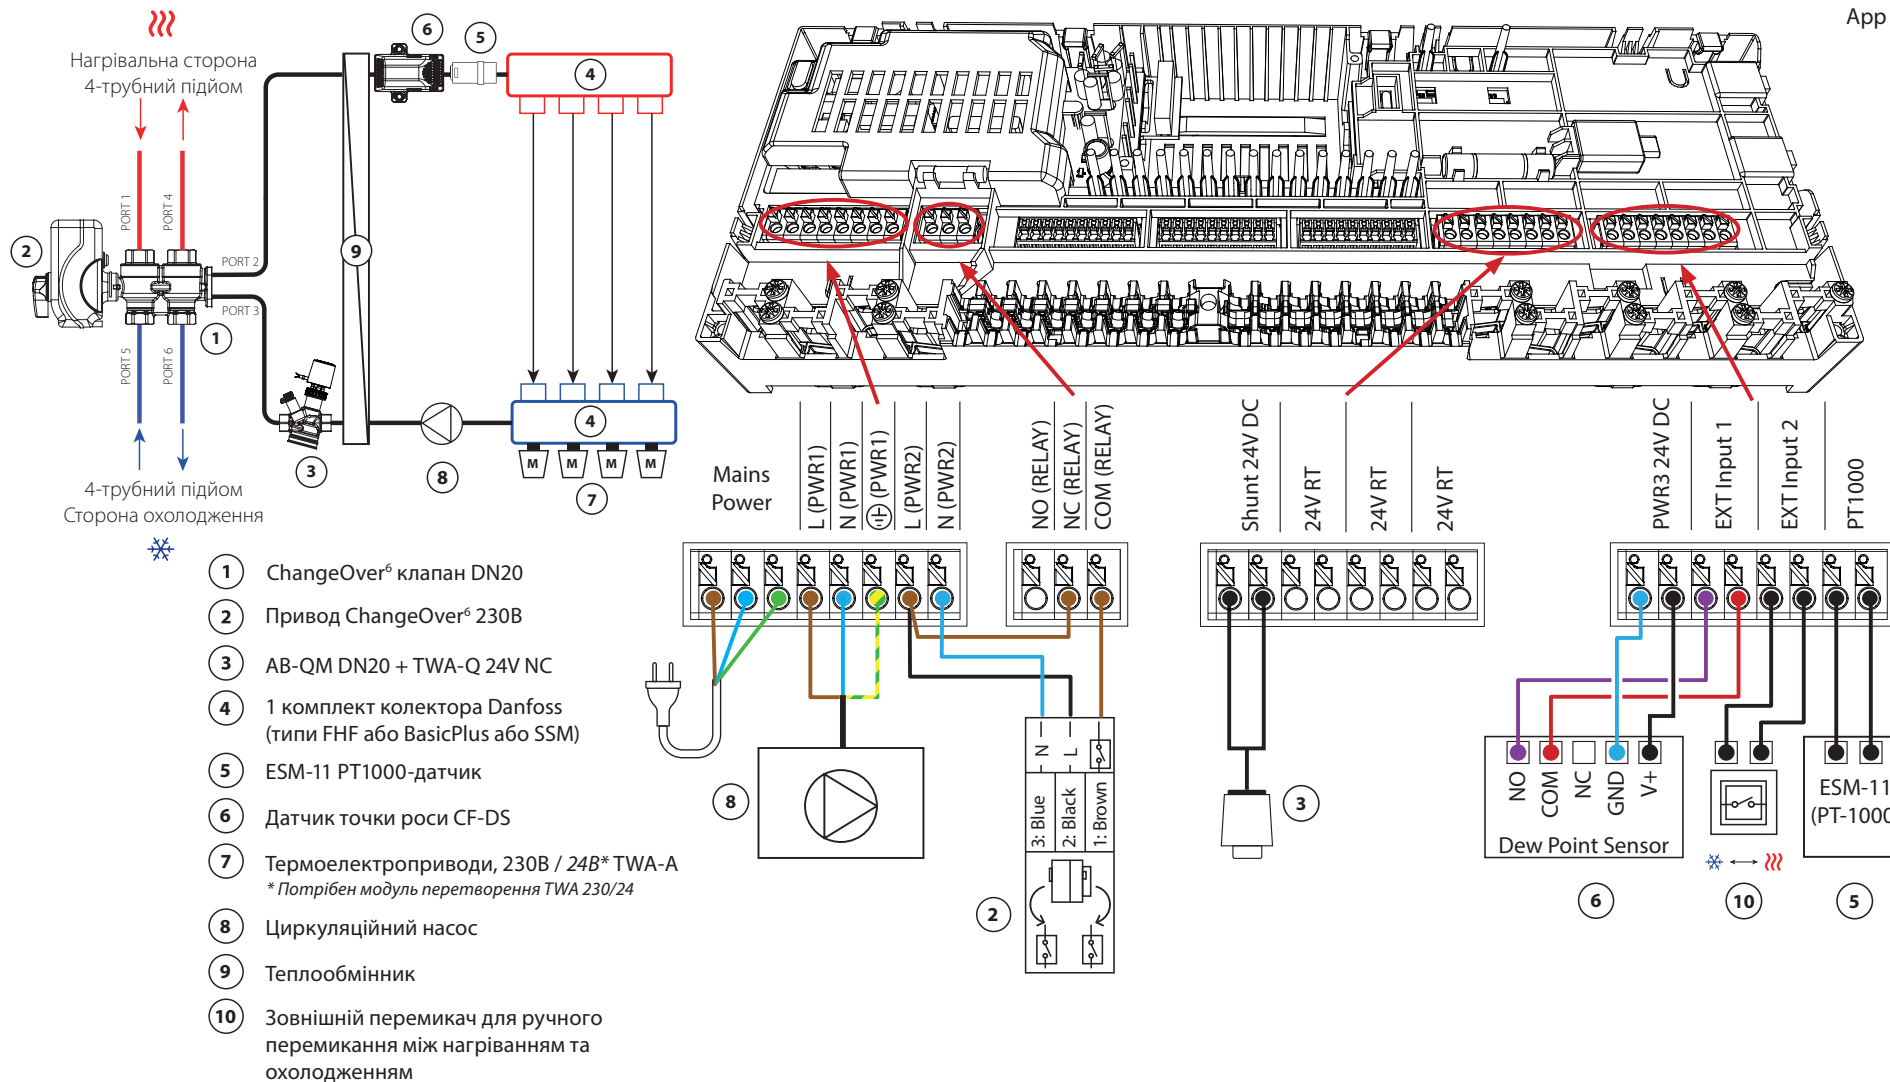 App
Нагрівальна сторона
4-трубний підйом
PORT 1
PORT 4
PORT 2
PORT 3
PORT 5
PORT 6
2
1
3
9
6
5
4
4
8
7
M
M
M
M
4-трубний підйом
Сторона охолодження
1 ChangeOver⁶ клапан DN20
2 Привод ChangeOver⁶ 230В
3 AB-QM DN20 + TWA-Q 24V NC
4 1 комплект колектора Danfoss
(типи FHF або BasicPlus або SSM)
5 ESM-11 PT1000-датчик
6 Датчик точки роси CF-DS
7 Термоелектроприводи, 230В / 24В* TWA-A
* Потрібен модуль перетворення TWA 230/24
8 Циркуляційний насос
9 Теплообмінник
10 Зовнішній перемикач для ручного
перемикання між нагріванням та
охолодженням
Mains
Power
L (PWR1)
N (PWR1)
(PWR1)
L (PWR2)
N (PWR2)
NO (RELAY)
NC (RELAY)
COM (RELAY)
Shunt 24V DC
24V RT
24V RT
24V RT
PWR3 24V DC
EXT Input 1
EXT Input 2
PT1000
8
N
L
3: Blue
2: Black
1: Brown
2
3
NO
COM
NC
GND
V+
Dew Point Sensor
6
10
ESM-11
(PT-1000
5